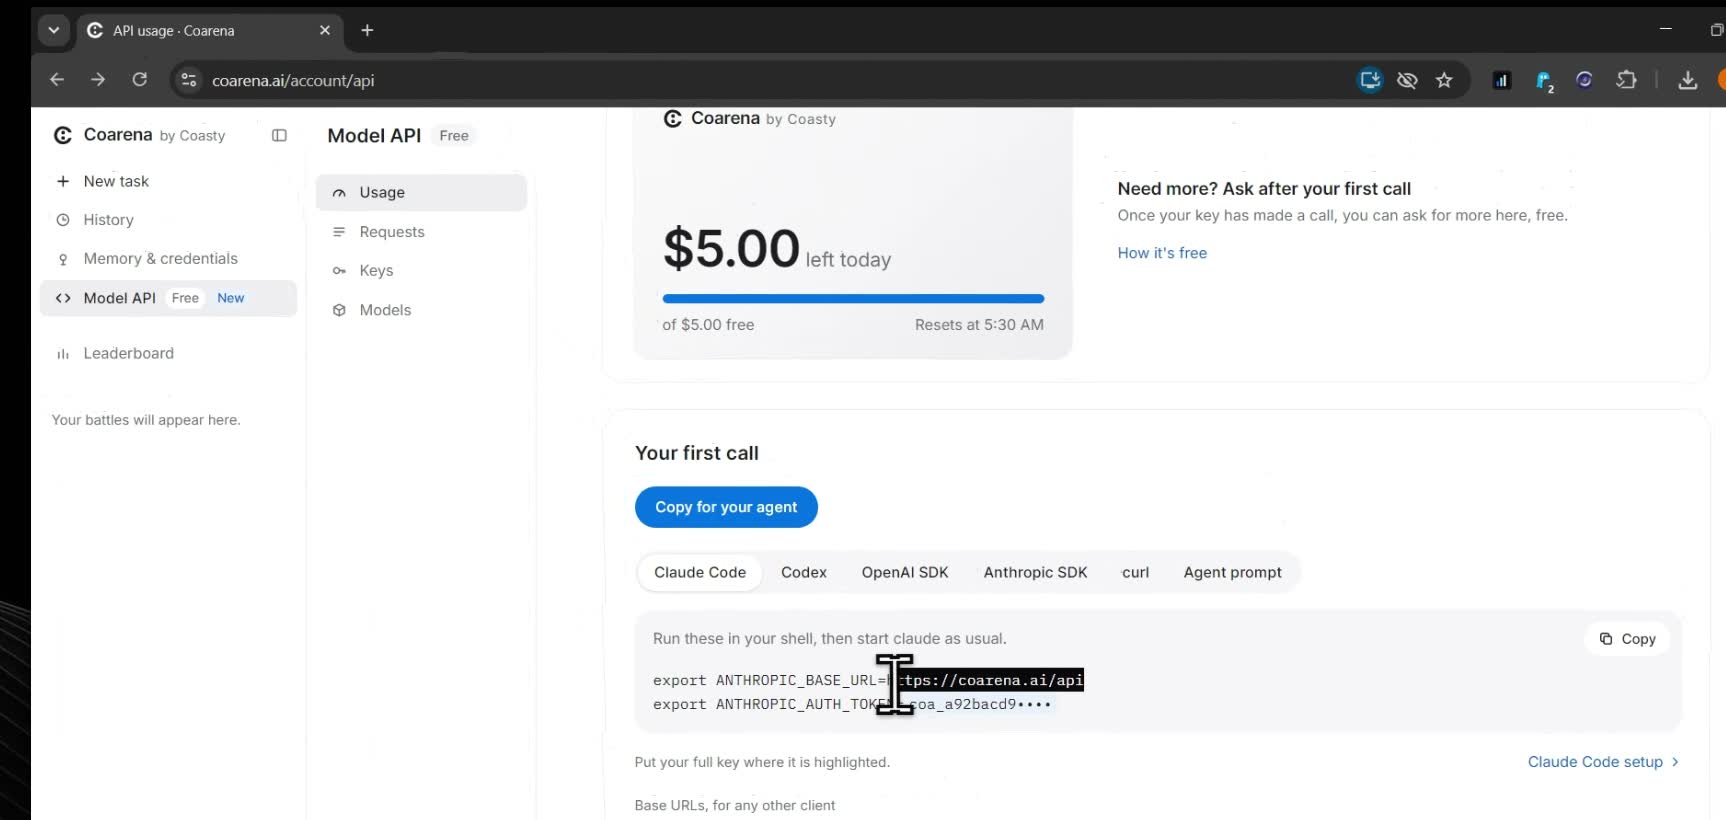 API usage · Coarena
coarena.ai/account/api
2
Coarena by Coasty
New task
History
Memory & credentials
Model API Free New
Leaderboard
Your battles will appear here.
Model API Free
Usage
Requests
Keys
Models
Coarena by Coasty
$5.00 left today
of $5.00 free Resets at 5:30 AM
Need more? Ask after your first call
Once your key has made a call, you can ask for more here, free.
How it's free
Your first call
Copy for your agent
Claude Code Codex OpenAI SDK Anthropic SDK curl Agent prompt
Run these in your shell, then start claude as usual.
Copy
export ANTHROPIC_BASE_URL=https://coarena.ai/api
export ANTHROPIC_AUTH_TOKEN=coa_a92bacd9••••
Put your full key where it is highlighted.
Claude Code setup
Base URLs, for any other client